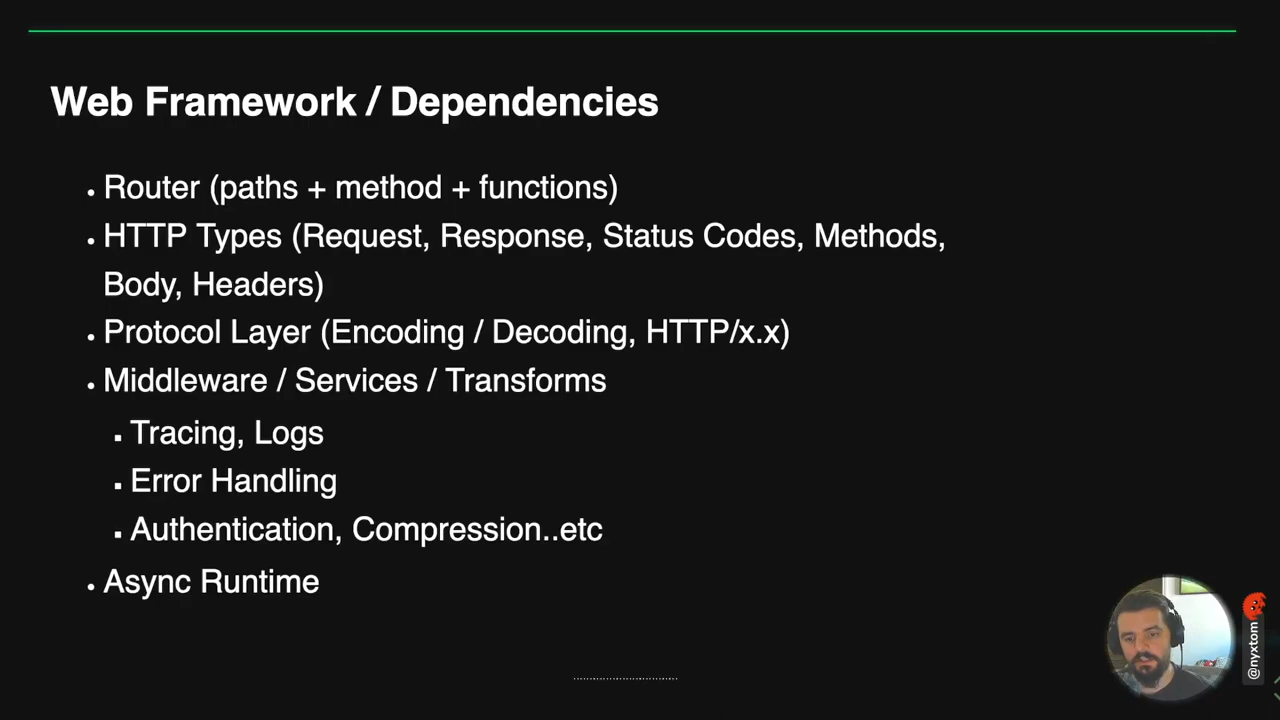 Web Framework / Dependencies
• Router (paths + method + functions)
• HTTP Types (Request, Response, Status Codes, Methods,
Body, Headers)
• Protocol Layer (Encoding / Decoding, HTTP/x.x)
• Middleware / Services / Transforms
▪ Tracing, Logs
▪ Error Handling
▪ Authentication, Compression..etc
• Async Runtime
@nyxtom